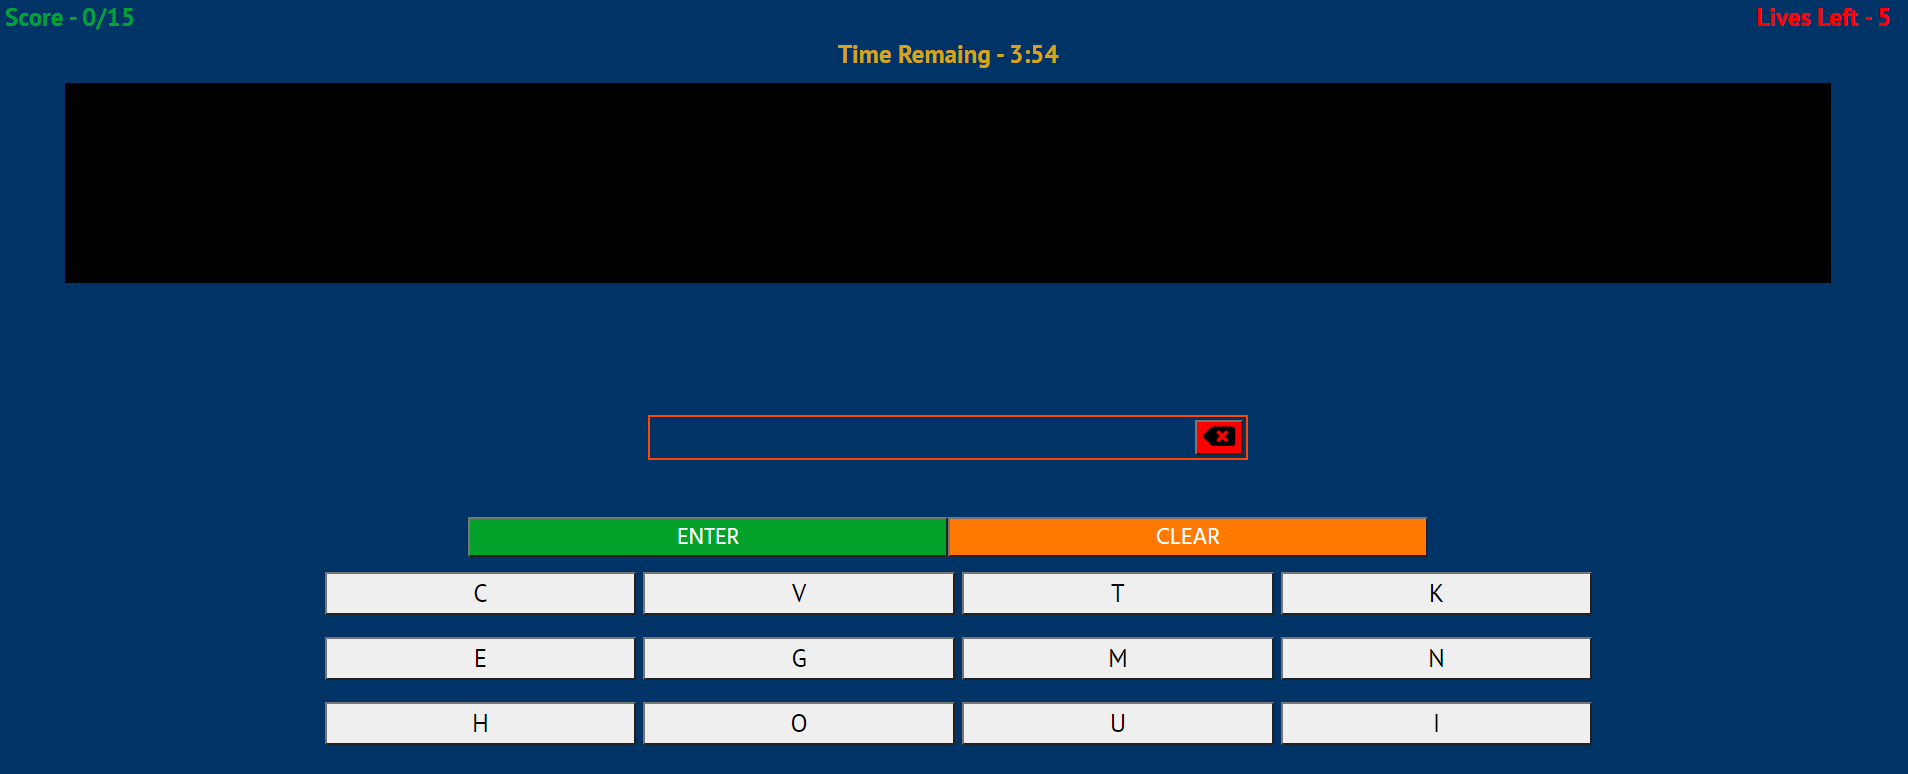 Score - 0/15
Lives Left - 5
Time Remaing - 3:54
ENTER CLEAR
C V T K
E G M N
H O U I